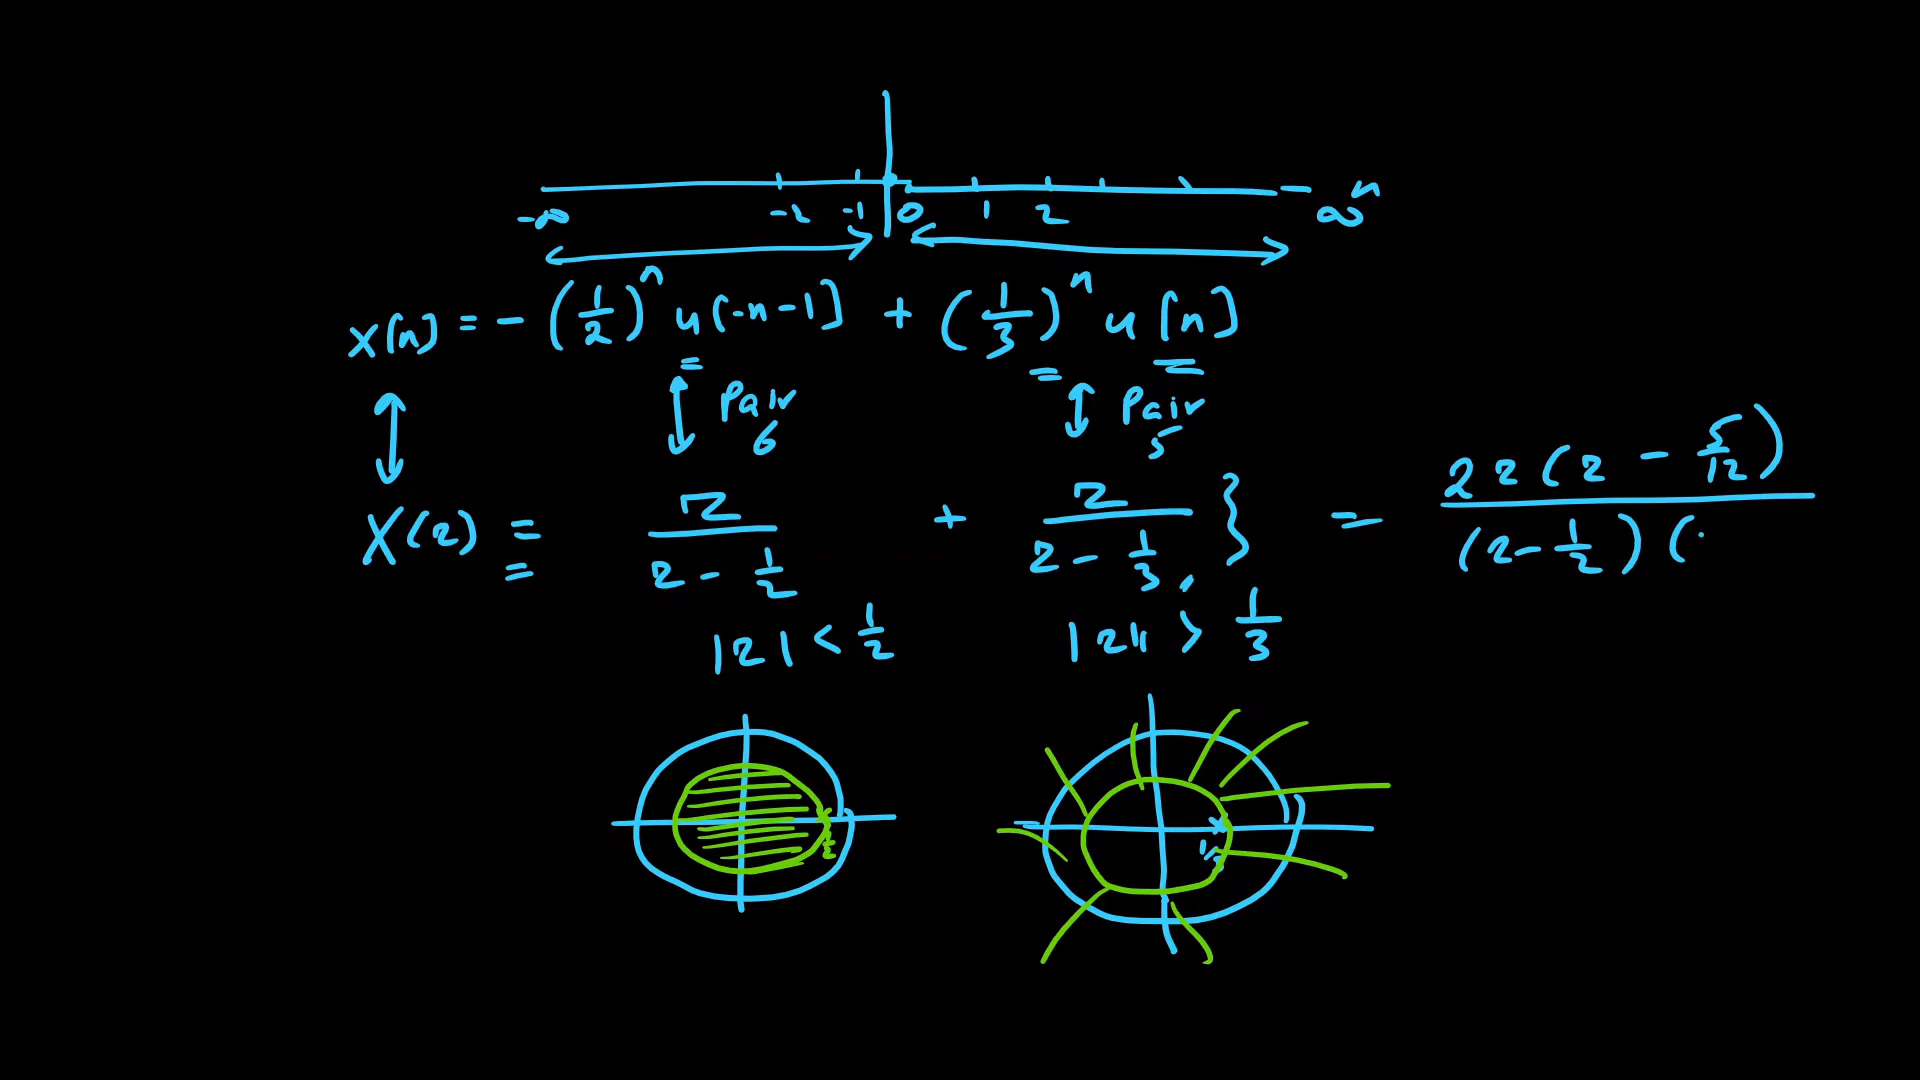 -∞ -2 -1 0 1 2 ∞ n
x[n] = - (1/2)^n u[-n-1] + (1/3)^n u[n]
Pair 6 Pair 5
X(z) = z/(z - 1/2) + z/(z - 1/3), } = 2z(z - 5/12)/(z - 1/2)(
|z| < 1/2 |z| > 1/3